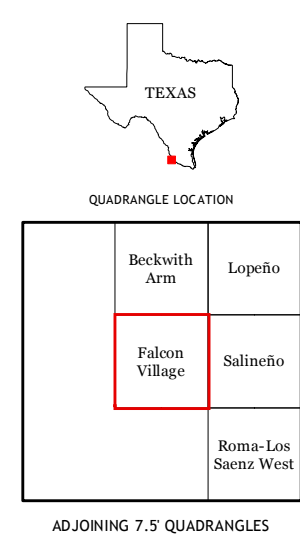 TEXAS
QUADRANGLE LOCATION
Beckwith
Arm
Lopeño
Falcon
Village
Salineño
Roma-Los
Saenz West
ADJOINING 7.5' QUADRANGLES